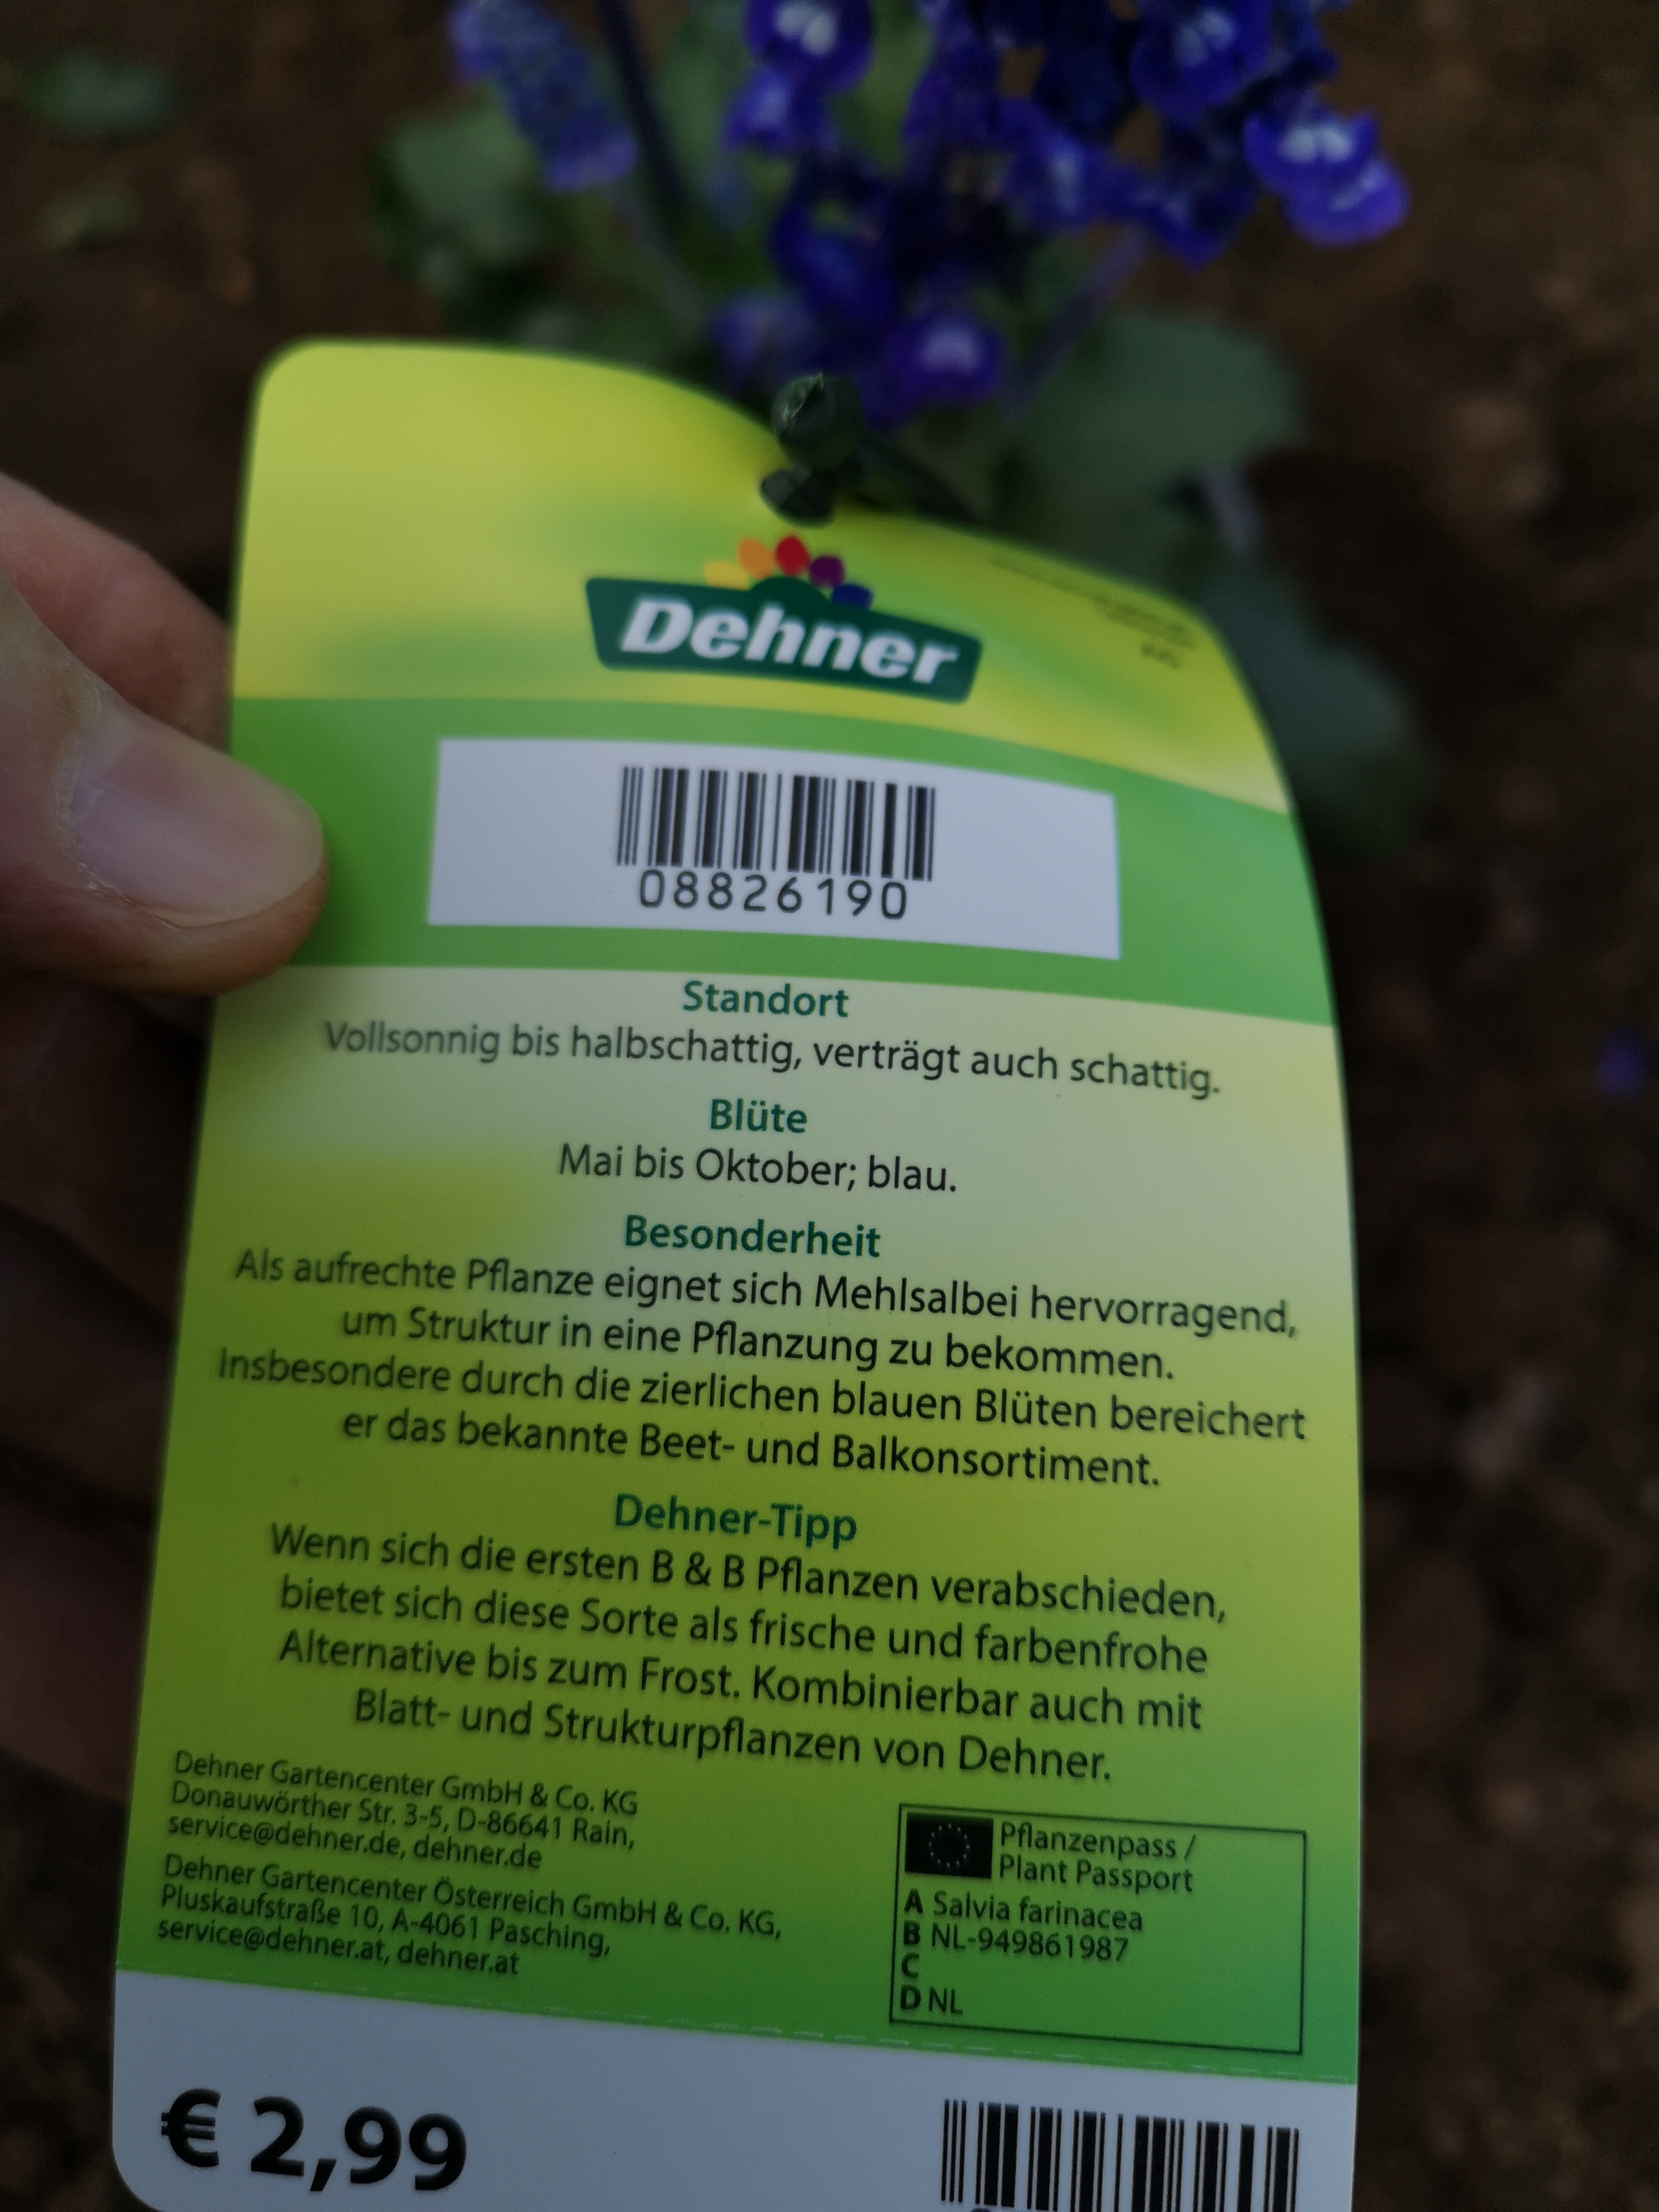 Dehner
08826190
Standort
Vollsonnig bis halbschattig, verträgt auch schattig.
Blüte
Mai bis Oktober; blau.
Besonderheit
Als aufrechte Pflanze eignet sich Mehlsalbei hervorragend,
um Struktur in eine Pflanzung zu bekommen.
Insbesondere durch die zierlichen blauen Blüten bereichert
er das bekannte Beet- und Balkonsortiment.
Dehner-Tipp
Wenn sich die ersten B & B Pflanzen verabschieden,
bietet sich diese Sorte als frische und farbenfrohe
Alternative bis zum Frost. Kombinierbar auch mit
Blatt- und Strukturpflanzen von Dehner.
Dehner Gartencenter GmbH & Co. KG
Donauwörther Str. 3-5, D-86641 Rain,
service@dehner.de, dehner.de
Dehner Gartencenter Österreich GmbH & Co. KG,
Pluskaufstraße 10, A-4061 Pasching,
service@dehner.at, dehner.at
Pflanzenpass /
Plant Passport
A Salvia farinacea
B NL-949861987
C
D NL
€ 2,99